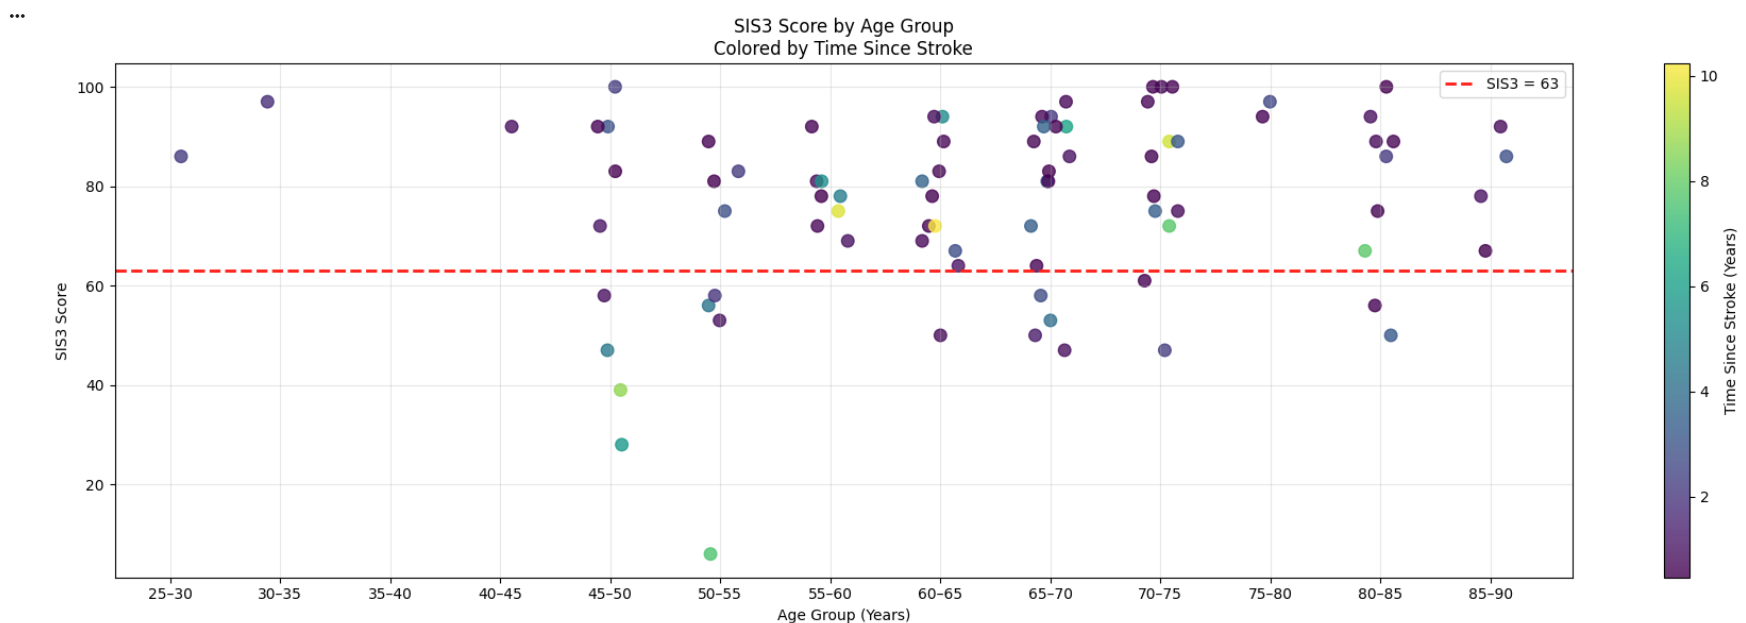 ...
SIS3 Score by Age Group
Colored by Time Since Stroke
SIS3 = 63
SIS3 Score
100
80
60
40
20
25–30 30–35 35–40 40–45 45–50 50–55 55–60 60–65 65–70 70–75 75–80 80–85 85–90
Age Group (Years)
10
8
6
4
2
Time Since Stroke (Years)